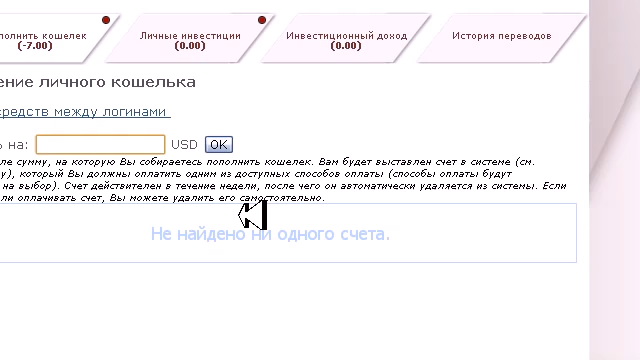 полнить кошелек
(-7.00)
Личные инвестиции
(0.00)
Инвестиционный доход
(0.00)
История переводов
ение личного кошелька
средств между логинами
ь на: USD OK
ле сумму, на которую Вы собираетесь пополнить кошелек. Вам будет выставлен счет в системе (см.
у), который Вы должны оплатить одним из доступных способов оплаты (способы оплаты будут
на выбор). Счет действителен в течение недели, после чего он автоматически удаляется из системы. Если
ли оплачивать счет, Вы можете удалить его самостоятельно.
Не найдено ни одного счета.